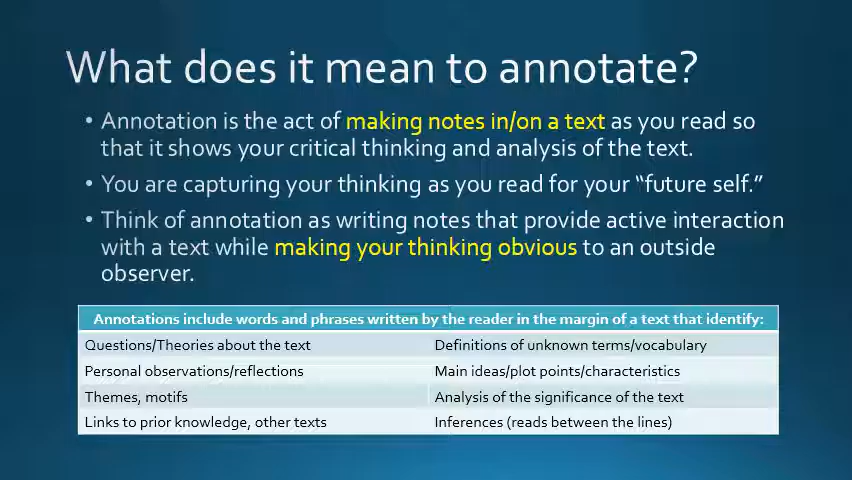 What does it mean to annotate?
• Annotation is the act of making notes in/on a text as you read so
that it shows your critical thinking and analysis of the text.
• You are capturing your thinking as you read for your “future self.”
• Think of annotation as writing notes that provide active interaction
with a text while making your thinking obvious to an outside
observer.
Annotations include words and phrases written by the reader in the margin of a text that identify:
Questions/Theories about the text Definitions of unknown terms/vocabulary
Personal observations/reflections Main ideas/plot points/characteristics
Themes, motifs Analysis of the significance of the text
Links to prior knowledge, other texts Inferences (reads between the lines)